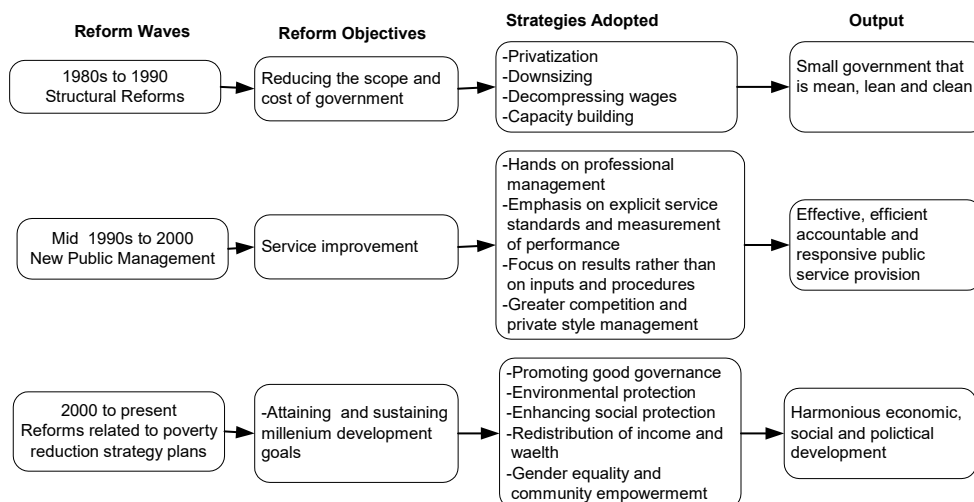 Reform Waves
Reform Objectives
Strategies Adopted
Output
1980s to 1990
Structural Reforms
Reducing the scope and
cost of government
-Privatization
-Downsizing
-Decompressing wages
-Capacity building
Small government that
is mean, lean and clean
Mid 1990s to 2000
New Public Management
Service improvement
-Hands on professional
management
-Emphasis on explicit service
standards and measurement
of performance
-Focus on results rather than
on inputs and procedures
-Greater competition and
private style management
Effective, efficient
accountable and
responsive public
service provision
2000 to present
Reforms related to poverty
reduction strategy plans
-Attaining and sustaining
millenium development
goals
-Promoting good governance
-Environmental protection
-Enhancing social protection
-Redistribution of income and
waelth
-Gender equality and
community empowermemt
Harmonious economic,
social and polictical
development